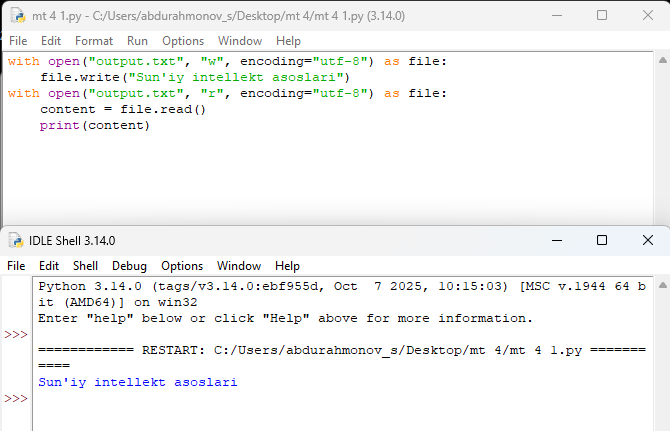 mt 4 1.py - C:/Users/abdurahmonov_s/Desktop/mt 4/mt 4 1.py (3.14.0)
File Edit Format Run Options Window Help
with open("output.txt", "w", encoding="utf-8") as file:
    file.write("Sun'iy intellekt asoslari")
with open("output.txt", "r", encoding="utf-8") as file:
    content = file.read()
    print(content)
IDLE Shell 3.14.0
File Edit Shell Debug Options Window Help
Python 3.14.0 (tags/v3.14.0:ebf955d, Oct  7 2025, 10:15:03) [MSC v.1944 64 b
it (AMD64)] on win32
Enter "help" below or click "Help" above for more information.
>>>
============ RESTART: C:/Users/abdurahmonov_s/Desktop/mt 4/mt 4 1.py =======
====
Sun'iy intellekt asoslari
>>>